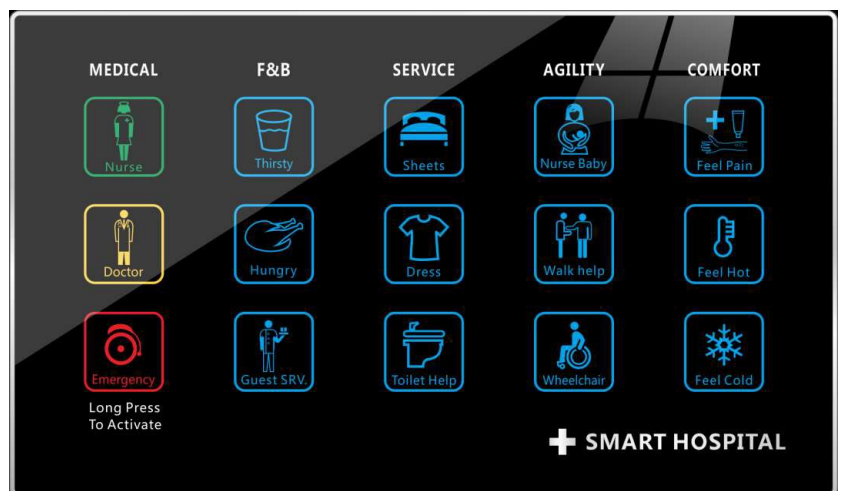 MEDICAL F&B SERVICE AGILITY COMFORT
Nurse Thirsty Sheets Nurse Baby Feel Pain
Doctor Hungry Dress Walk help Feel Hot
Emergency Guest SRV. Toilet Help Wheelchair Feel Cold
Long Press
To Activate
SMART HOSPITAL